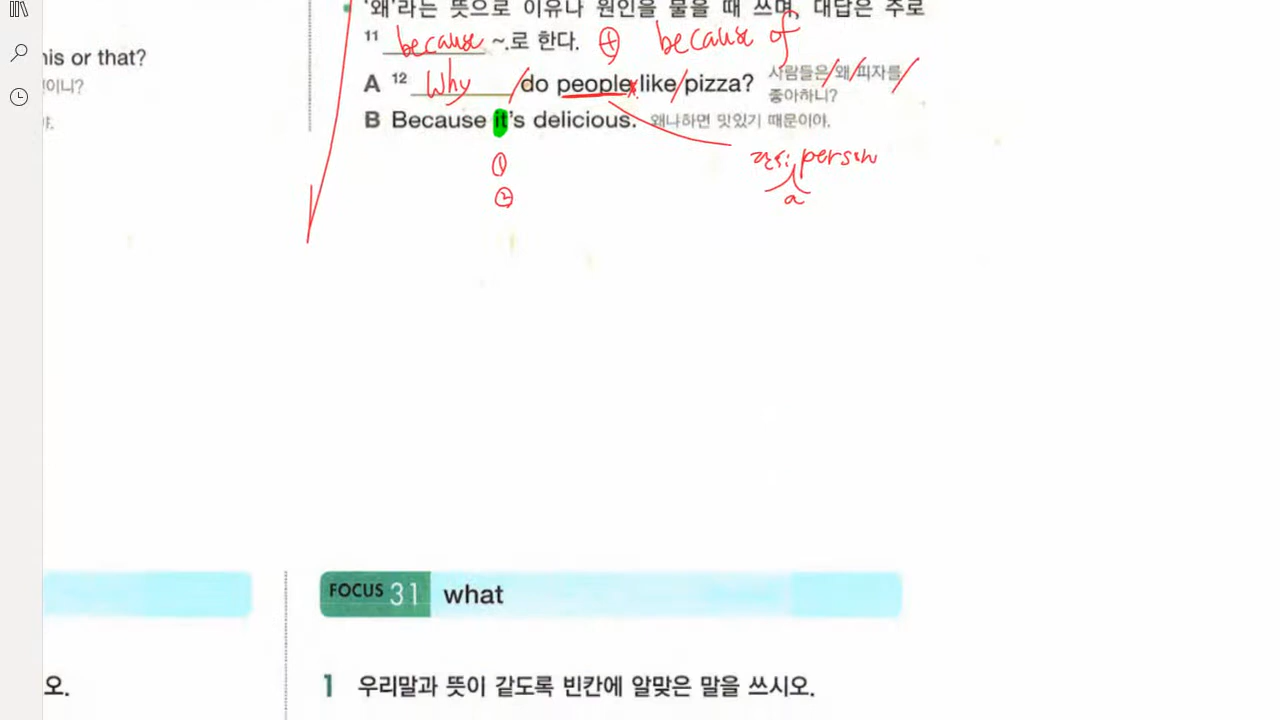 '왜'라는 뜻으로 이유나 원인을 물을 때 쓰며, 대답은 주로
11 because ~.로 한다. + because of
his or that?
A 12 Why do people like pizza? 사람들은 왜 피자를
좋아하니?
이니?
B Because it's delicious. 왜냐하면 맛있기 때문이야.
야.
person
a
①
②
FOCUS 31 what
오.
1 우리말과 뜻이 같도록 빈칸에 알맞은 말을 쓰시오.